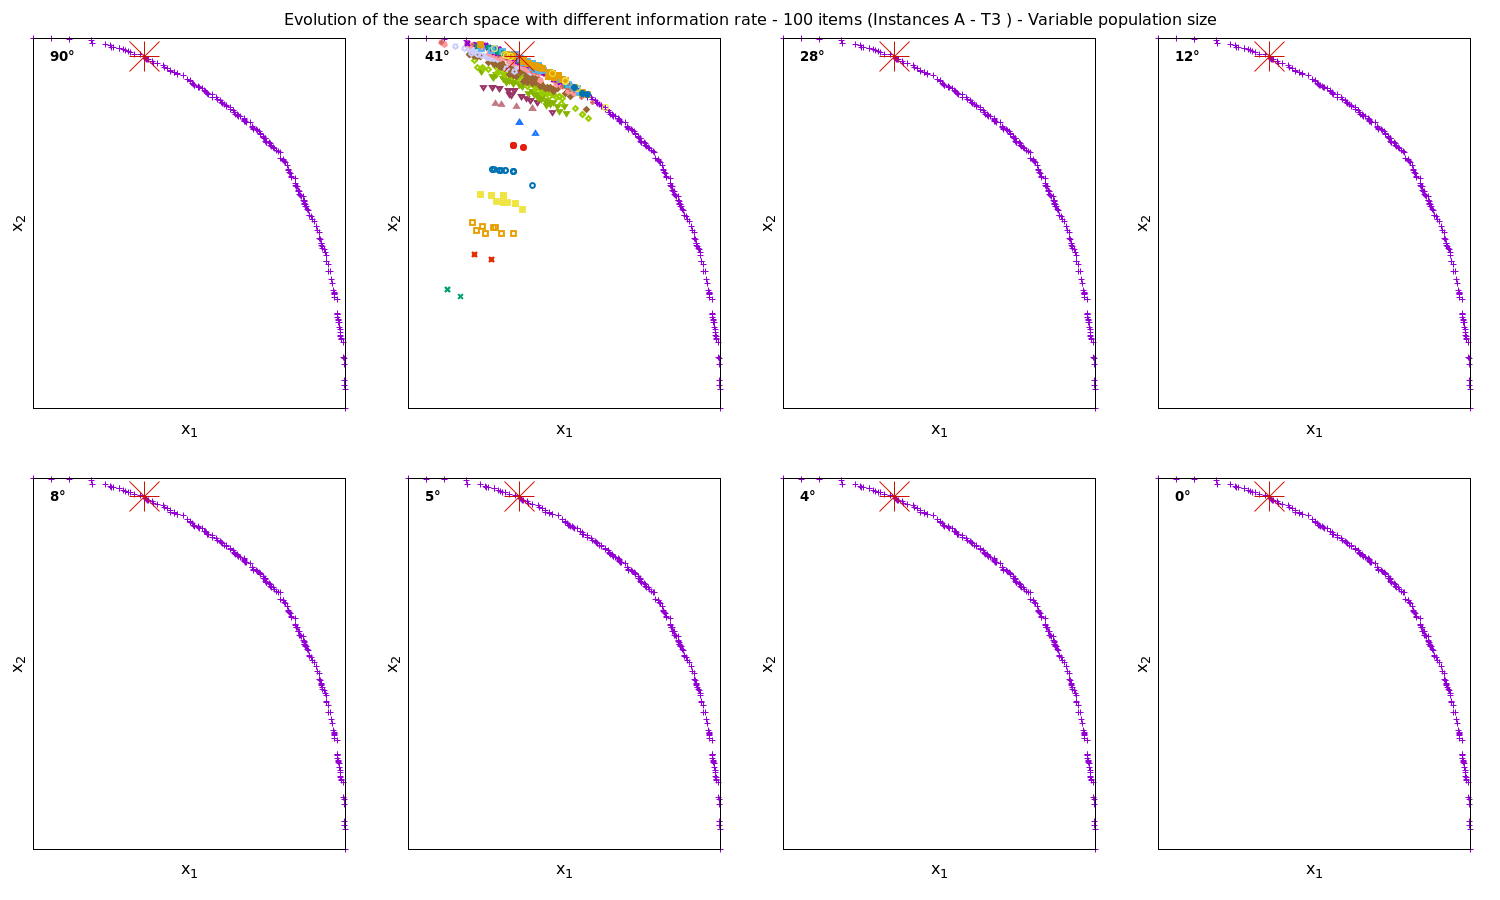 Evolution of the search space with different information rate - 100 items (Instances A - T3 ) - Variable population size
90°
41°
28°
12°
x2
x2
x2
x2
x1
x1
x1
x1
8°
5°
4°
0°
x2
x2
x2
x2
x1
x1
x1
x1